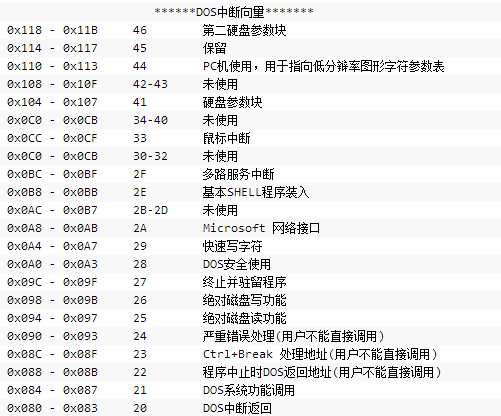 ******DOS中断向量*******
0x118 - 0x11B 46 第二硬盘参数块
0x114 - 0x117 45 保留
0x110 - 0x113 44 PC机使用，用于指向低分辩率图形字符参数表
0x108 - 0x10F 42-43 未使用
0x104 - 0x107 41 硬盘参数块
0x0C0 - 0x0CB 34-40 未使用
0x0CC - 0x0CF 33 鼠标中断
0x0C0 - 0x0CB 30-32 未使用
0x0BC - 0x0BF 2F 多路服务中断
0x0B8 - 0x0BB 2E 基本SHELL程序装入
0x0AC - 0x0B7 2B-2D 未使用
0x0A8 - 0x0AB 2A Microsoft 网络接口
0x0A4 - 0x0A7 29 快速写字符
0x0A0 - 0x0A3 28 DOS安全使用
0x09C - 0x09F 27 终止并驻留程序
0x098 - 0x09B 26 绝对磁盘写功能
0x094 - 0x097 25 绝对磁盘读功能
0x090 - 0x093 24 严重错误处理(用户不能直接调用)
0x08C - 0x08F 23 Ctrl+Break 处理地址(用户不能直接调用)
0x088 - 0x08B 22 程序中止时DOS返回地址(用户不能直接调用)
0x084 - 0x087 21 DOS系统功能调用
0x080 - 0x083 20 DOS中断返回